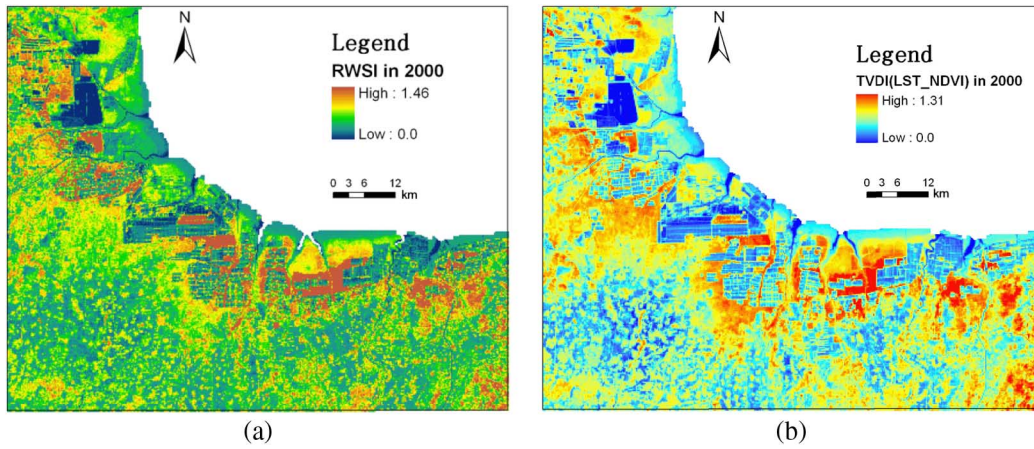 N
Legend
RWSI in 2000
High : 1.46
Low : 0.0
0 3 6 12
km
(a)
N
Legend
TVDI(LST_NDVI) in 2000
High : 1.31
Low : 0.0
0 3 6 12
km
(b)